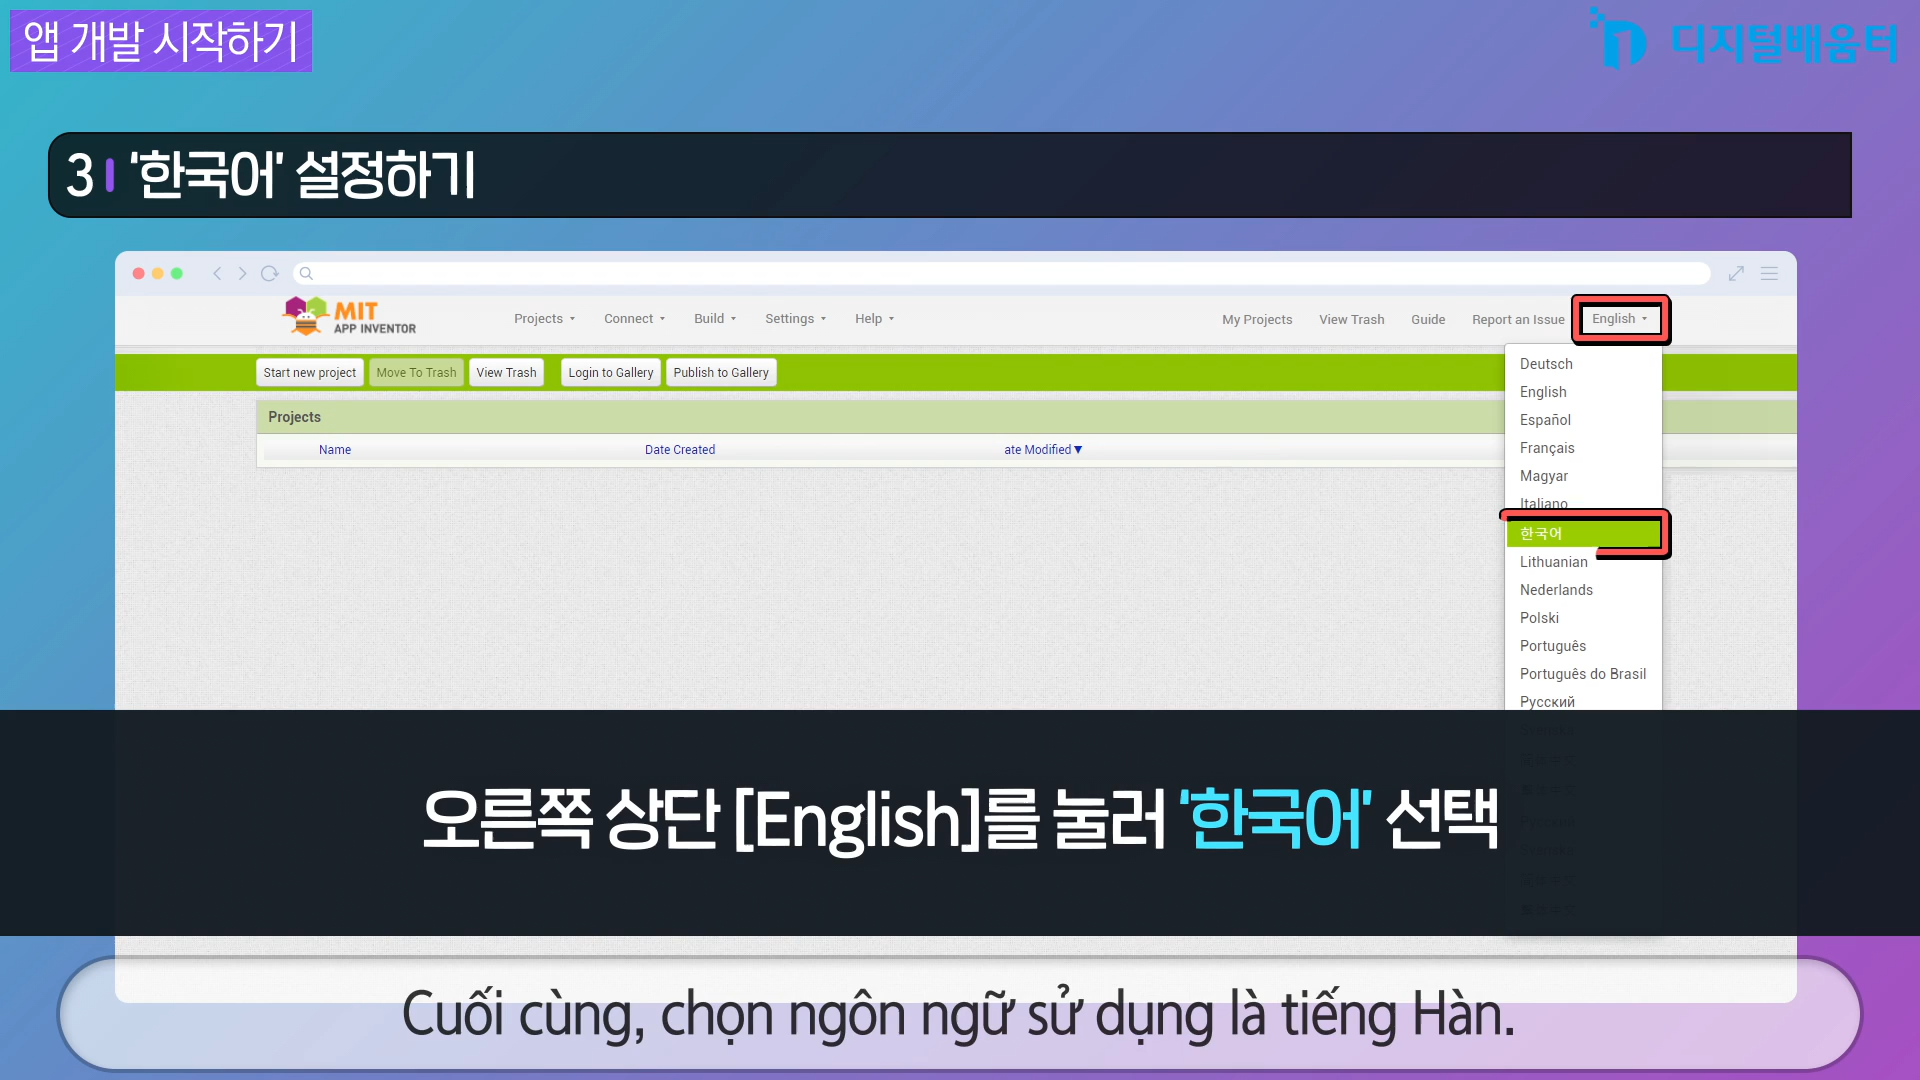 앱 개발 시작하기
디지털배움터
3 '한국어' 설정하기
MIT
APP INVENTOR
Projects Connect Build Settings Help
My Projects View Trash Guide Report an Issue English
Start new project Move To Trash View Trash Login to Gallery Publish to Gallery
Projects
Name Date Created ate Modified
Deutsch
English
Español
Français
Magyar
Italiano
한국어
Lithuanian
Nederlands
Polski
Português
Português do Brasil
Русский
오른쪽 상단 [English]를 눌러 '한국어' 선택
Cuối cùng, chọn ngôn ngữ sử dụng là tiếng Hàn.